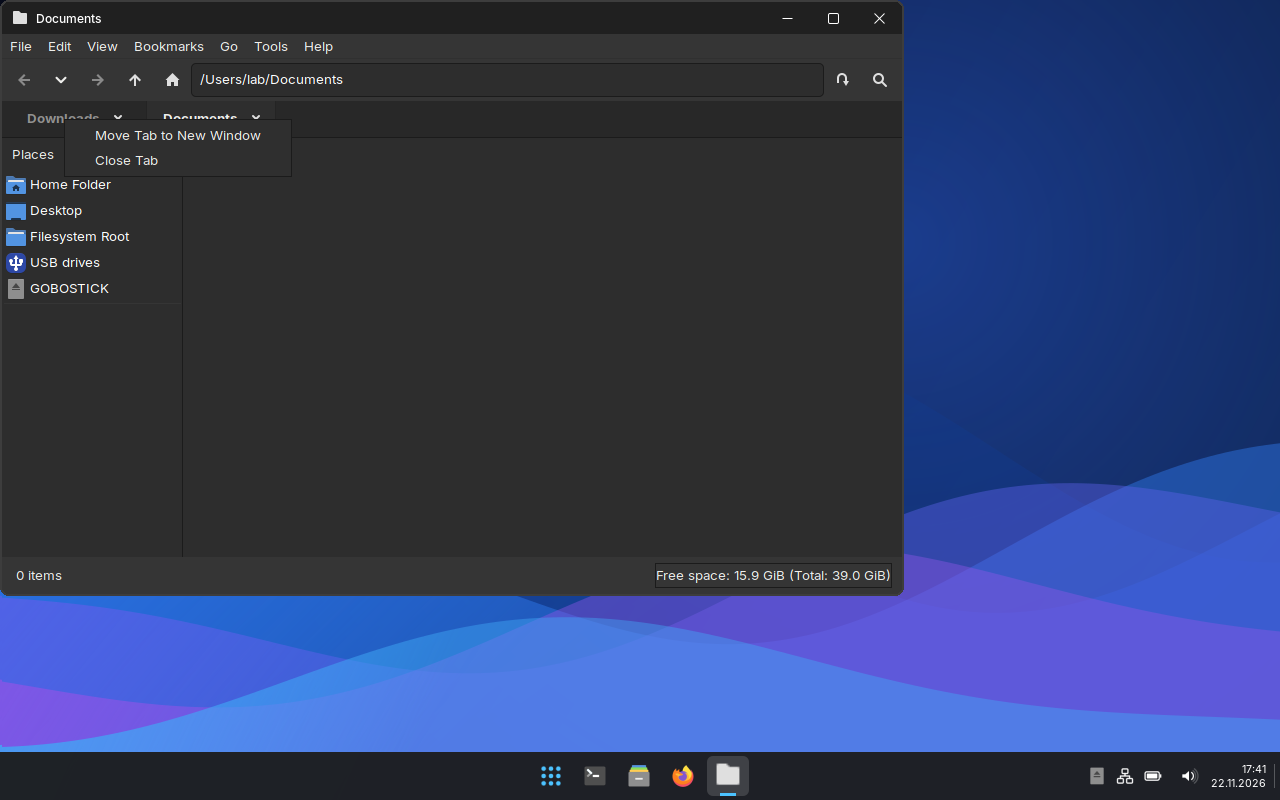 Documents
File Edit View Bookmarks Go Tools Help
/Users/lab/Documents
Downloads Documents
Move Tab to New Window
Close Tab
Places
Home Folder
Desktop
Filesystem Root
USB drives
GOBOSTICK
0 items
Free space: 15.9 GiB (Total: 39.0 GiB)
17:41
22.11.2026